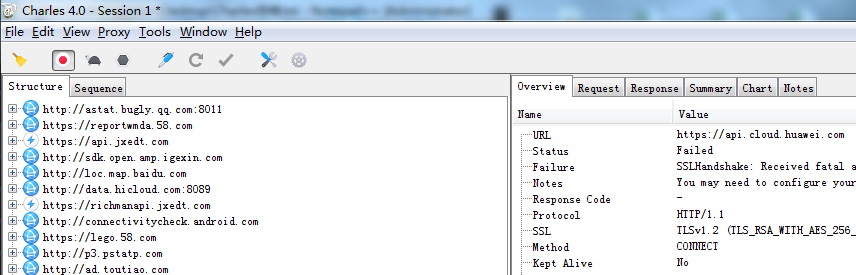 Charles 4.0 - Session 1 *
File Edit View Proxy Tools Window Help
Structure Sequence
http://astat.bugly.qq.com:8011
https://reportwmda.58.com
https://api.jxedt.com
http://sdk.open.amp.igexin.com
http://loc.map.baidu.com
http://data.hicloud.com:8089
https://richmanapi.jxedt.com
http://connectivitycheck.android.com
https://lego.58.com
http://p3.pstatp.com
http://ad.toutiao.com
Overview Request Response Summary Chart Notes
Name Value
URL https://api.cloud.huawei.com
Status Failed
Failure SSLHandshake: Received fatal a
Notes You may need to configure your
Response Code -
Protocol HTTP/1.1
SSL TLSv1.2 (TLS_RSA_WITH_AES_256_
Method CONNECT
Kept Alive No